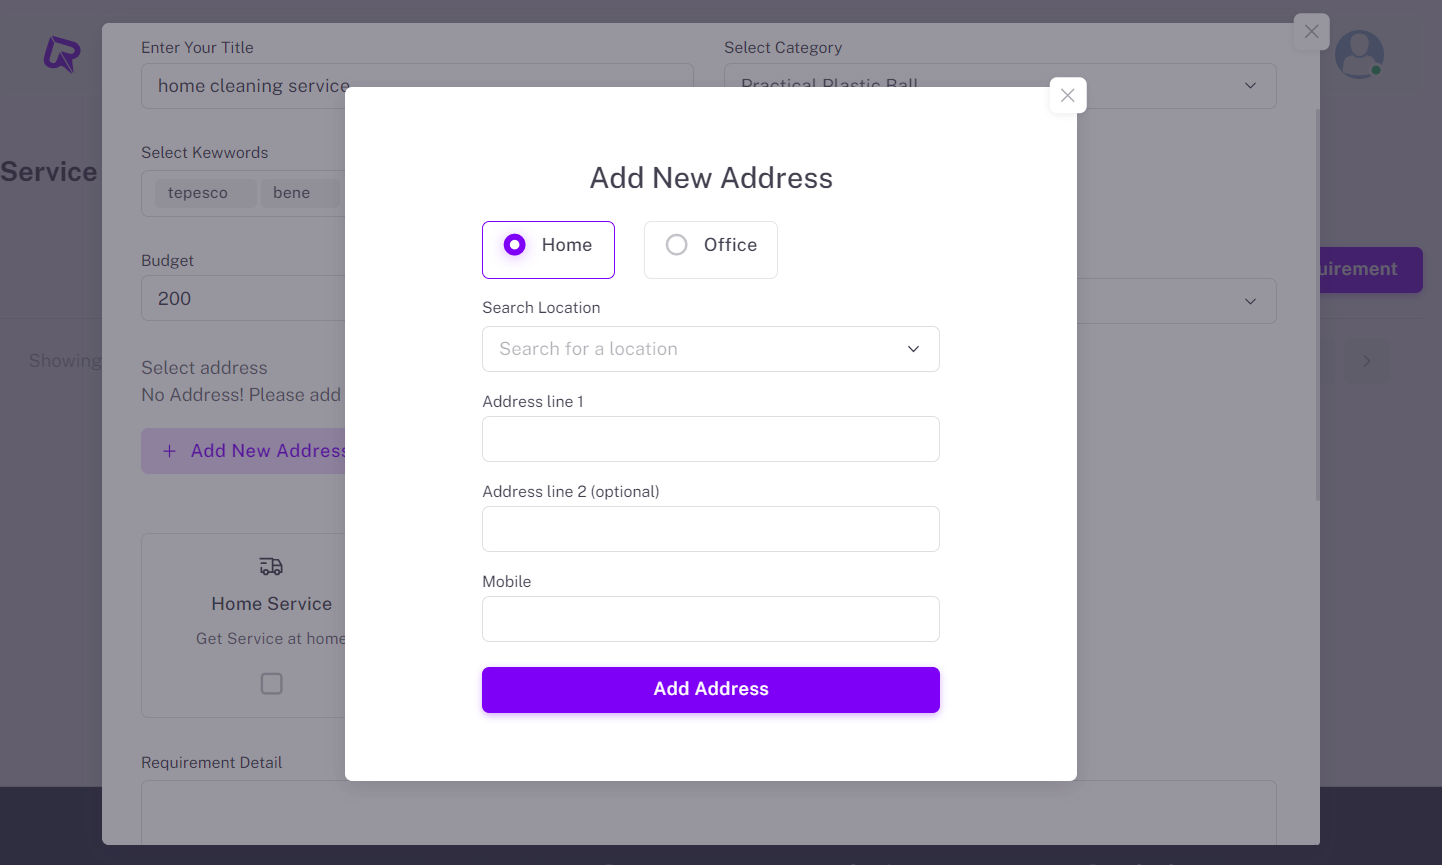 Enter Your Title
Select Category
home cleaning service
Practical Plastic Ball
Service
Select Kewwords
tepesco
bene
Budget
200
uirement
Showing
Select address
No Address! Please add
Add New Address
Home Service
Get Service at home
Requirement Detail
Add New Address
Home
Office
Search Location
Search for a location
Address line 1
Address line 2 (optional)
Mobile
Add Address